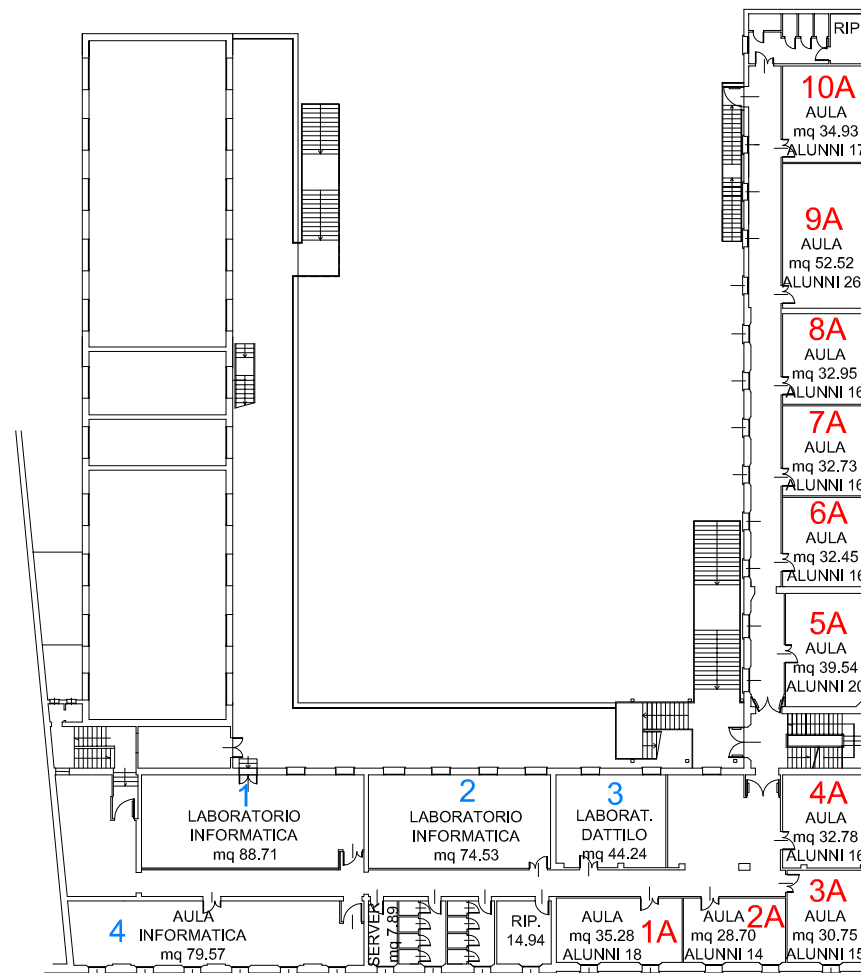 RIP.
10A
AULA
mq 34.93
ALUNNI 17
9A
AULA
mq 52.52
ALUNNI 26
8A
AULA
mq 32.95
ALUNNI 16
7A
AULA
mq 32.73
ALUNNI 16
6A
AULA
mq 32.45
ALUNNI 16
5A
AULA
mq 39.54
ALUNNI 20
4A
AULA
mq 32.78
ALUNNI 16
3A
AULA
mq 30.75
ALUNNI 15
1
LABORATORIO
INFORMATICA
mq 88.71
2
LABORATORIO
INFORMATICA
mq 74.53
3
LABORAT.
DATTILO
mq 44.24
4
AULA
INFORMATICA
mq 79.57
SERVER
mq 7.89
RIP.
14.94
1A
AULA
mq 35.28
ALUNNI 18
2A
AULA
mq 28.70
ALUNNI 14